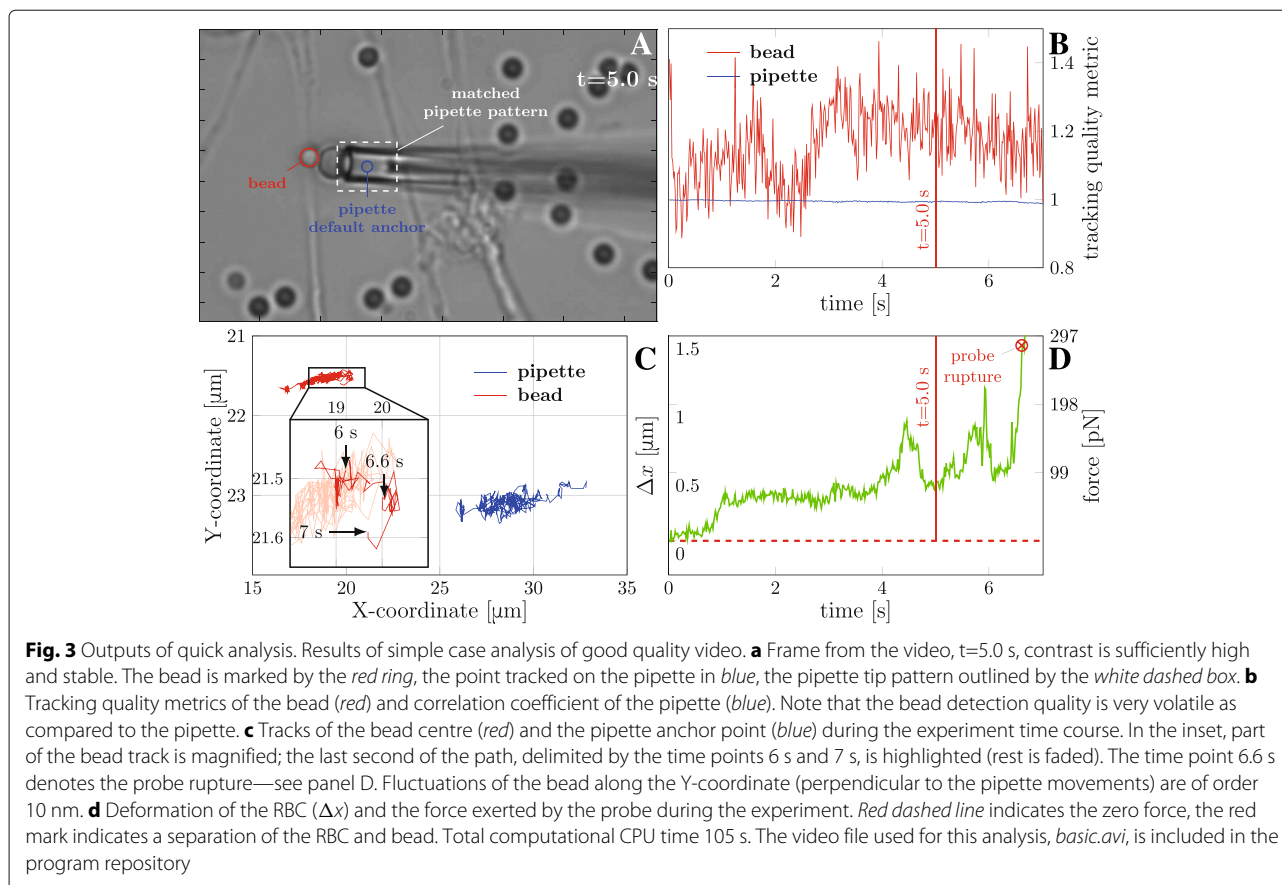 A
t=5.0 s
matched
pipette pattern
bead
pipette
default anchor
B
bead
pipette
1.4
1.2
1
0.8
tracking quality metric
t=5.0 s
0
2
4
6
time [s]
C
21
22
23
Y-coordinate [μm]
pipette
bead
19
20
6 s
6.6 s
21.5
7 s
21.6
15
20
25
30
35
X-coordinate [μm]
D
1.5
1
0.5
0
Δx [μm]
297
198
99
force [pN]
probe
rupture
t=5.0 s
0
2
4
6
time [s]
Fig. 3 Outputs of quick analysis. Results of simple case analysis of good quality video. a Frame from the video, t=5.0 s, contrast is sufficiently high
and stable. The bead is marked by the red ring, the point tracked on the pipette in blue, the pipette tip pattern outlined by the white dashed box. b
Tracking quality metrics of the bead (red) and correlation coefficient of the pipette (blue). Note that the bead detection quality is very volatile as
compared to the pipette. c Tracks of the bead centre (red) and the pipette anchor point (blue) during the experiment time course. In the inset, part
of the bead track is magnified; the last second of the path, delimited by the time points 6 s and 7 s, is highlighted (rest is faded). The time point 6.6 s
denotes the probe rupture—see panel D. Fluctuations of the bead along the Y-coordinate (perpendicular to the pipette movements) are of order
10 nm. d Deformation of the RBC (Δx) and the force exerted by the probe during the experiment. Red dashed line indicates the zero force, the red
mark indicates a separation of the RBC and bead. Total computational CPU time 105 s. The video file used for this analysis, basic.avi, is included in the
program repository